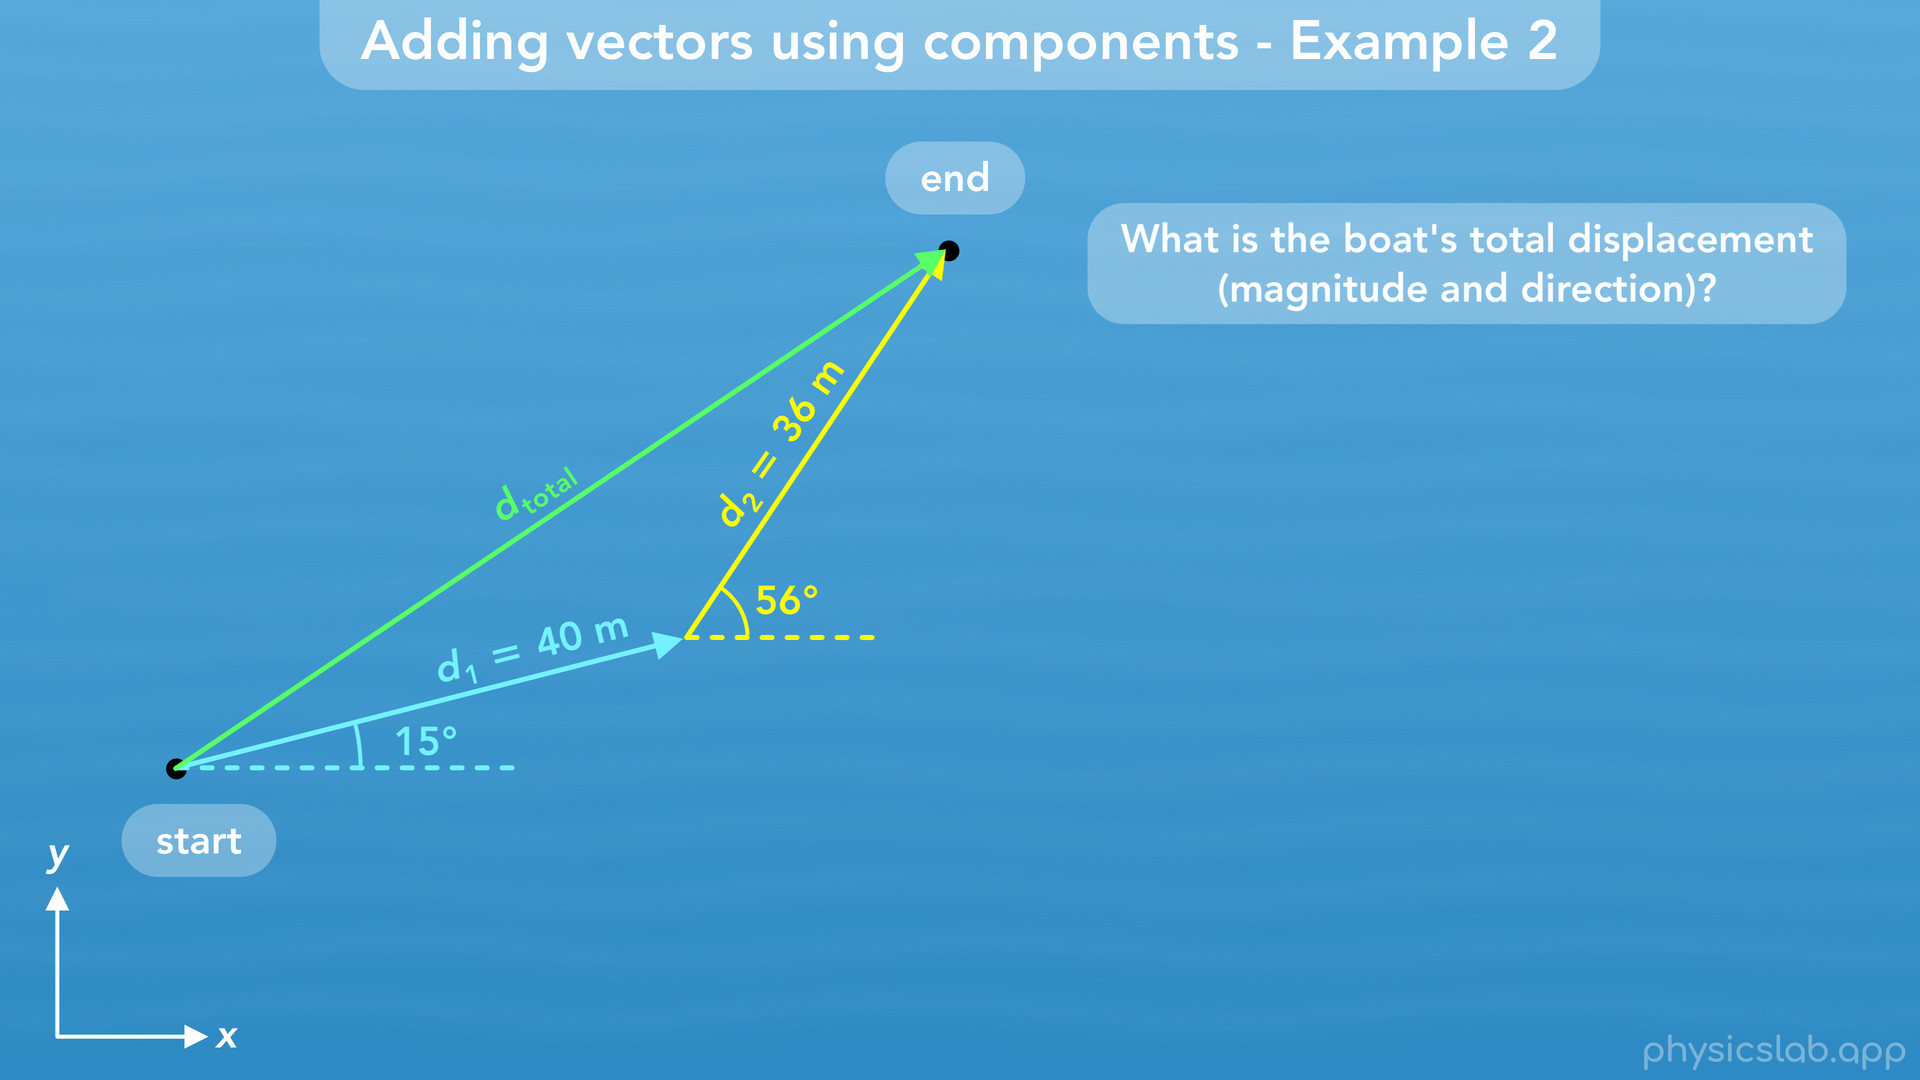 Adding vectors using components - Example 2
end
What is the boat's total displacement
(magnitude and direction)?
d₂ = 36 m
dtotal
56°
d₁ = 40 m
15°
start
y
x
physicslab.app